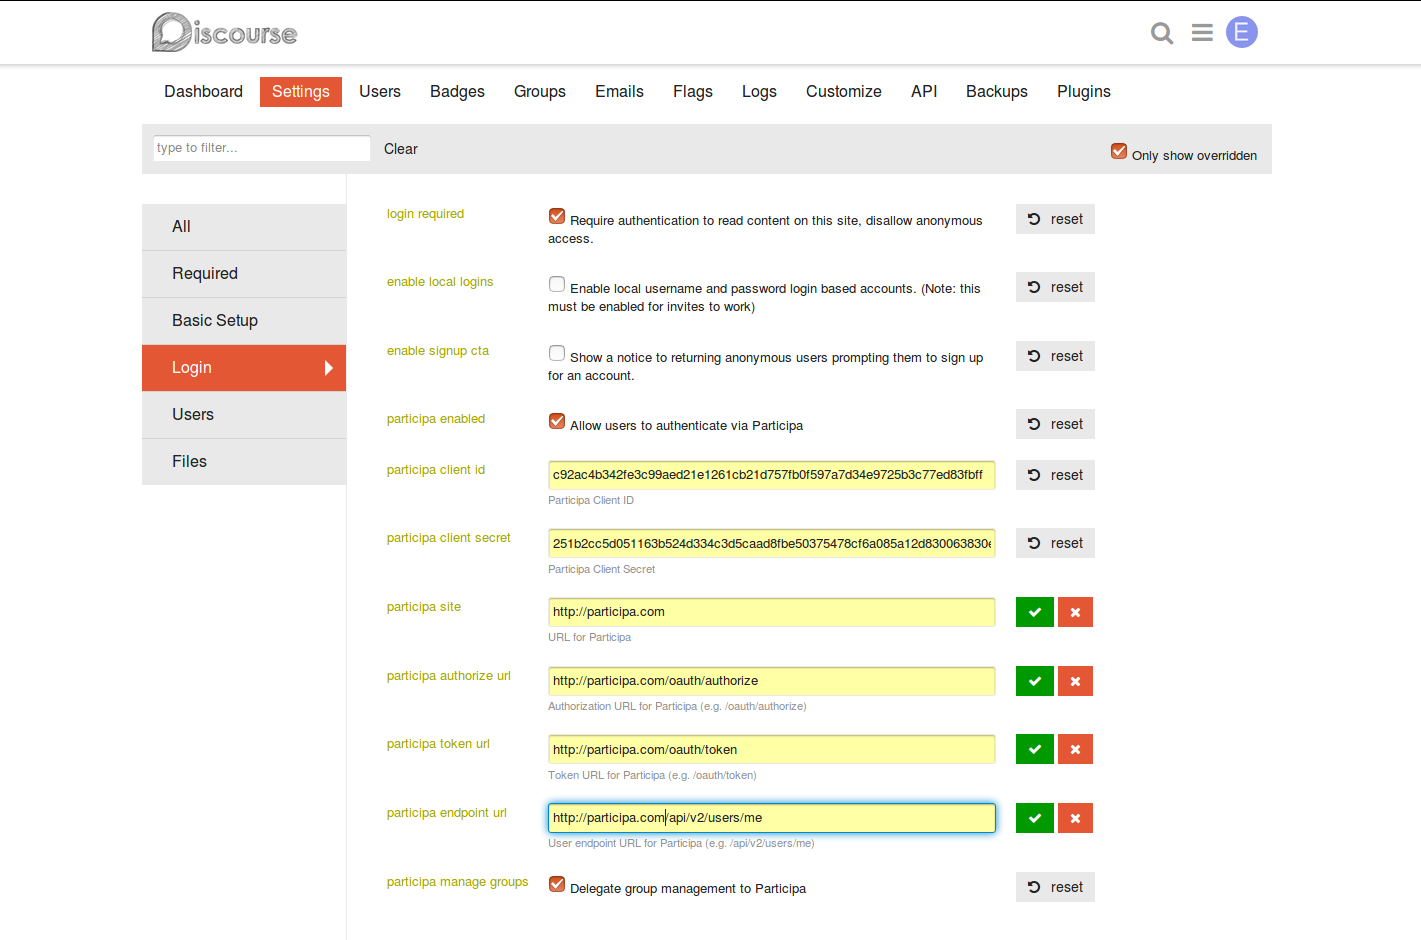 Discourse
E
Dashboard Settings Users Badges Groups Emails Flags Logs Customize API Backups Plugins
type to filter... Clear Only show overridden
All
Required
Basic Setup
Login
Users
Files
login required Require authentication to read content on this site, disallow anonymous reset
access.
enable local logins Enable local username and password login based accounts. (Note: this reset
must be enabled for invites to work)
enable signup cta Show a notice to returning anonymous users prompting them to sign up reset
for an account.
participa enabled Allow users to authenticate via Participa reset
participa client id c92ac4b342fe3c99aed21e1261cb21d757fb0f597a7d34e9725b3c77ed83fbff reset
Participa Client ID
participa client secret 251b2cc5d051163b524d334c3d5caad8fbe50375478cf6a085a12d830063830e reset
Participa Client Secret
participa site http://participa.com
URL for Participa
participa authorize url http://participa.com/oauth/authorize
Authorization URL for Participa (e.g. /oauth/authorize)
participa token url http://participa.com/oauth/token
Token URL for Participa (e.g. /oauth/token)
participa endpoint url http://participa.com/api/v2/users/me
User endpoint URL for Participa (e.g. /api/v2/users/me)
participa manage groups Delegate group management to Participa reset